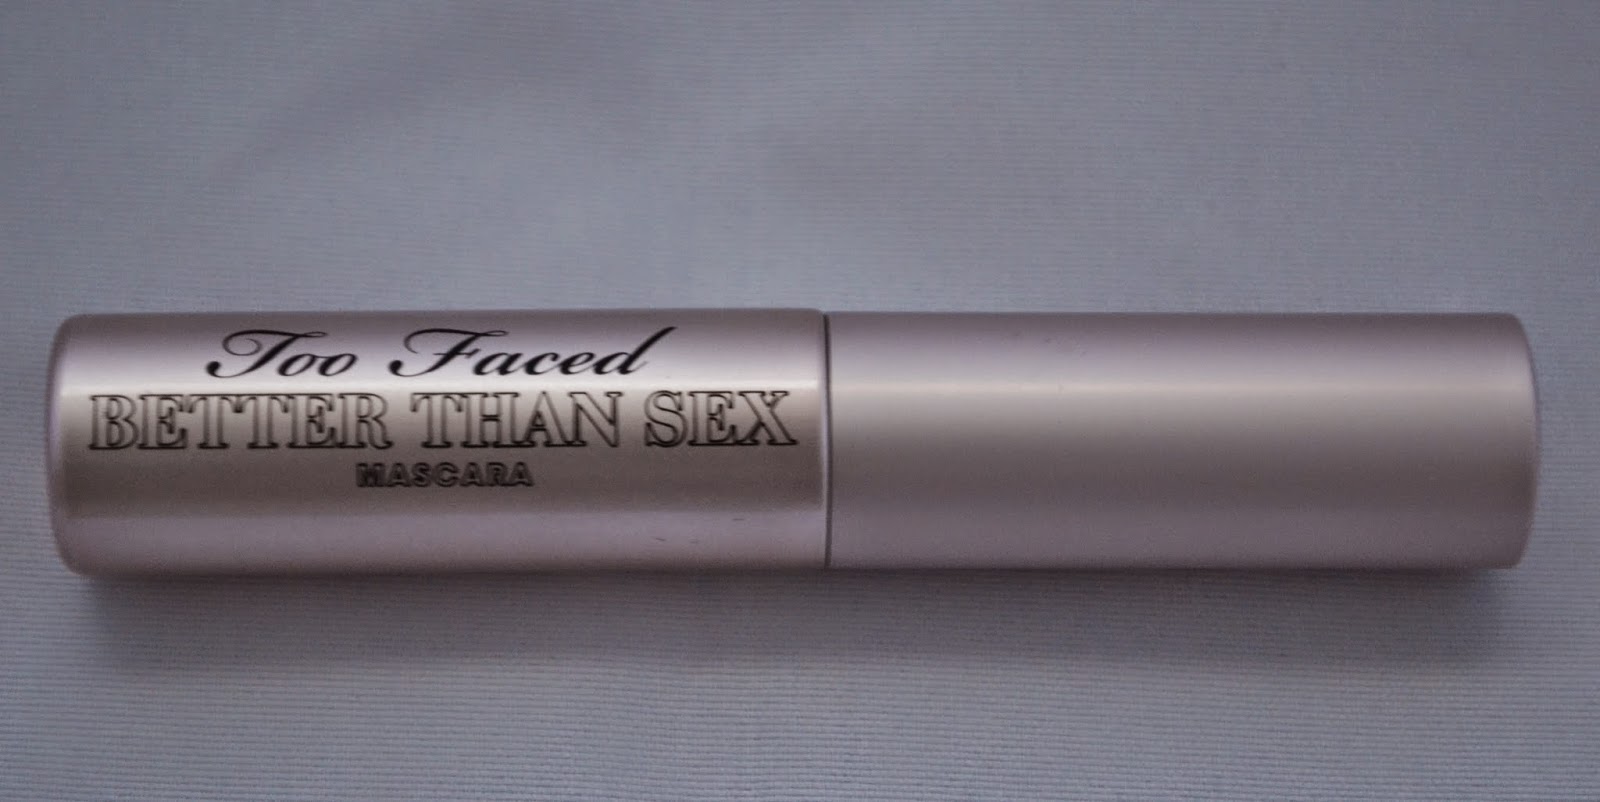 Too Faced
BETTER THAN SEX
MASCARA